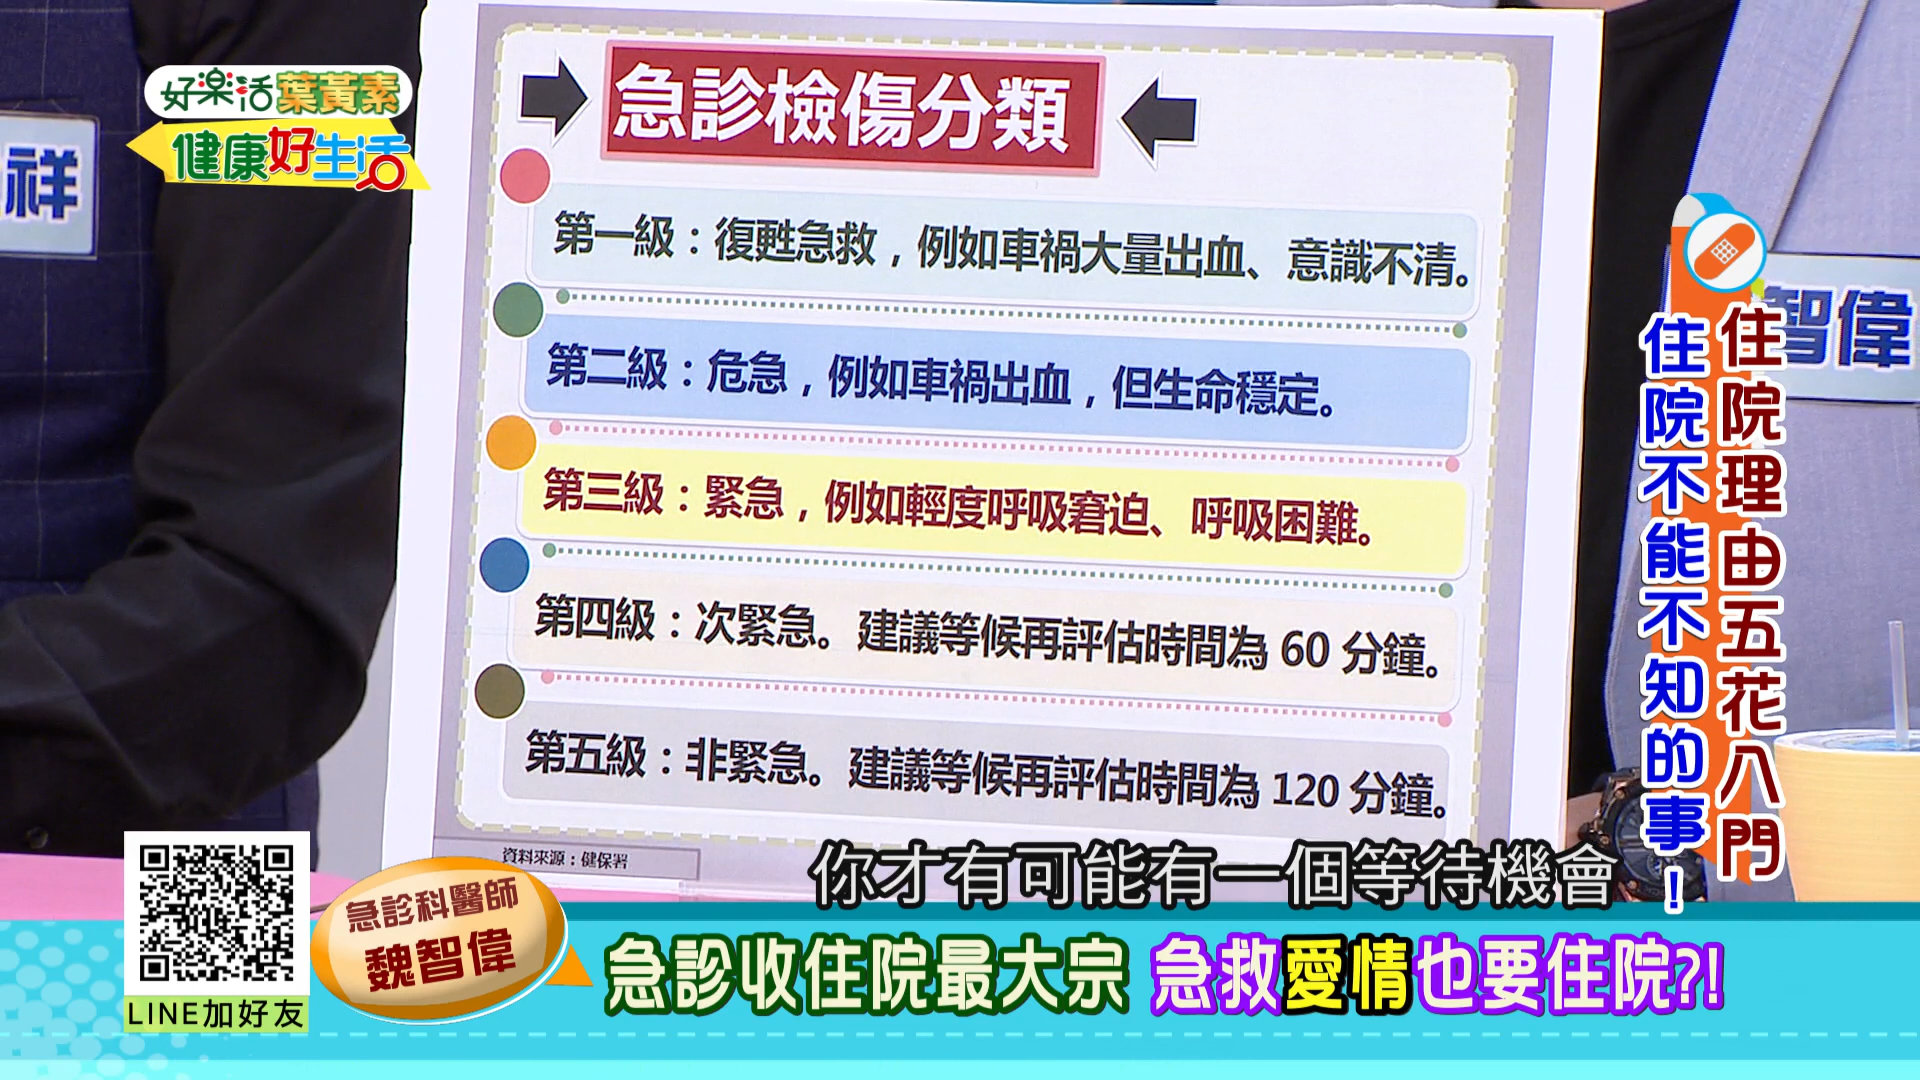 好樂活葉黃素
健康好生活
祥
急診檢傷分類
第一級：復甦急救，例如車禍大量出血、意識不清。
第二級：危急，例如車禍出血，但生命穩定。
第三級：緊急，例如輕度呼吸窘迫、呼吸困難。
第四級：次緊急。建議等候再評估時間為 60 分鐘。
第五級：非緊急。建議等候再評估時間為 120 分鐘。
資料來源：健保署
智偉
住院理由五花八門
住院不能不知的事！
你才有可能有一個等待機會
急診科醫師
魏智偉
急診收住院最大宗 急救愛情也要住院?!
LINE加好友